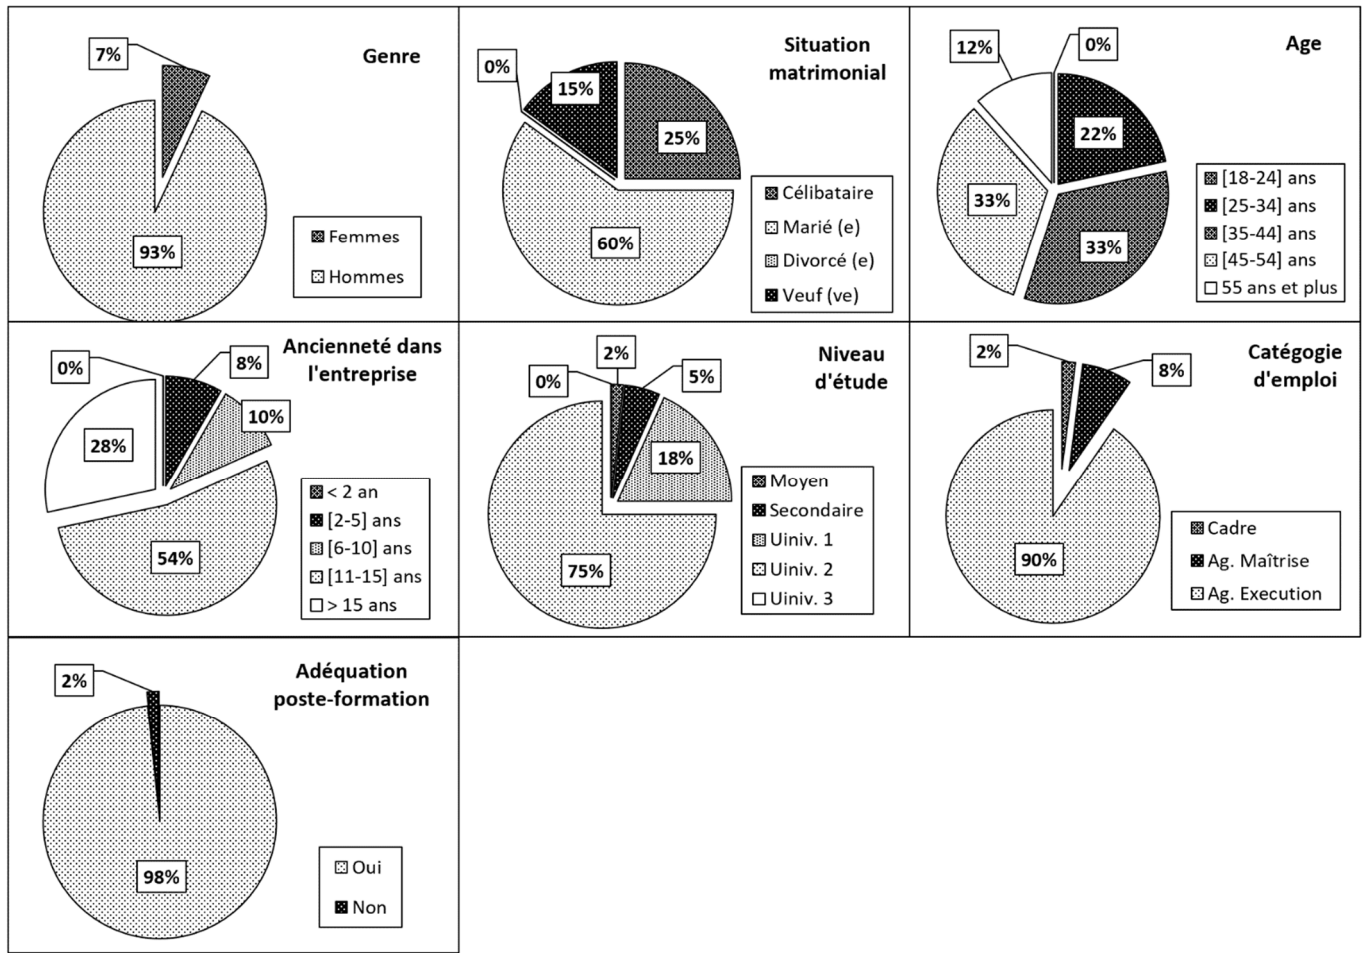 Genre
7%
93%
Femmes
Hommes
Situation
matrimonial
0%
15%
25%
60%
Célibataire
Marié (e)
Divorcé (e)
Veuf (ve)
Age
12%
0%
22%
33%
33%
[18-24] ans
[25-34] ans
[35-44] ans
[45-54] ans
55 ans et plus
Ancienneté dans
l'entreprise
0%
8%
10%
28%
54%
< 2 an
[2-5] ans
[6-10] ans
[11-15] ans
> 15 ans
Niveau
d'étude
2%
0%
5%
18%
75%
Moyen
Secondaire
Uiniv. 1
Uiniv. 2
Uiniv. 3
Catégogie
d'emploi
2%
8%
90%
Cadre
Ag. Maîtrise
Ag. Execution
Adéquation
poste-formation
2%
98%
Oui
Non